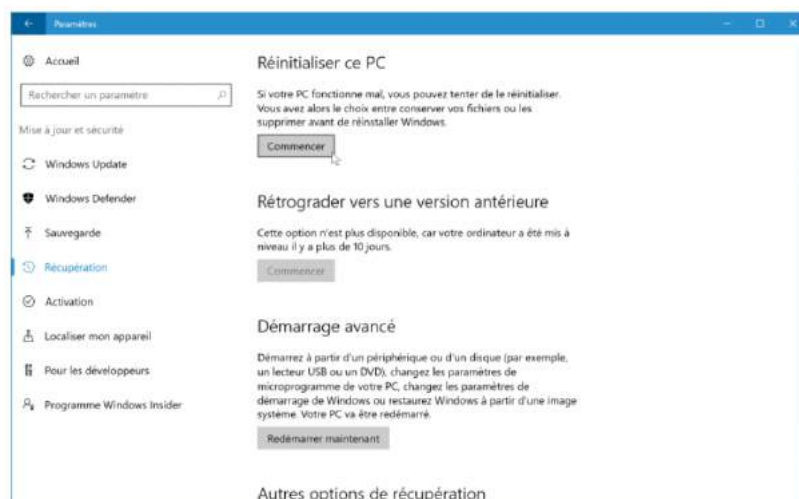 Paramètres
Accueil
Rechercher un paramètre
Mise à jour et sécurité
Windows Update
Windows Defender
Sauvegarde
Récupération
Activation
Localiser mon appareil
Pour les développeurs
Programme Windows Insider
Réinitialiser ce PC
Si votre PC fonctionne mal, vous pouvez tenter de le réinitialiser.
Vous avez alors le choix entre conserver vos fichiers ou les
supprimer avant de réinstaller Windows.
Commencer
Rétrograder vers une version antérieure
Cette option n'est plus disponible, car votre ordinateur a été mis à
niveau il y a plus de 10 jours.
Commencer
Démarrage avancé
Démarrez à partir d'un périphérique ou d'un disque (par exemple,
un lecteur USB ou un DVD), changez les paramètres de
microprogramme de votre PC, changez les paramètres de
démarrage de Windows ou restaurez Windows à partir d'une image
système. Votre PC va être redémarré.
Redémarrer maintenant
Autres options de récupération